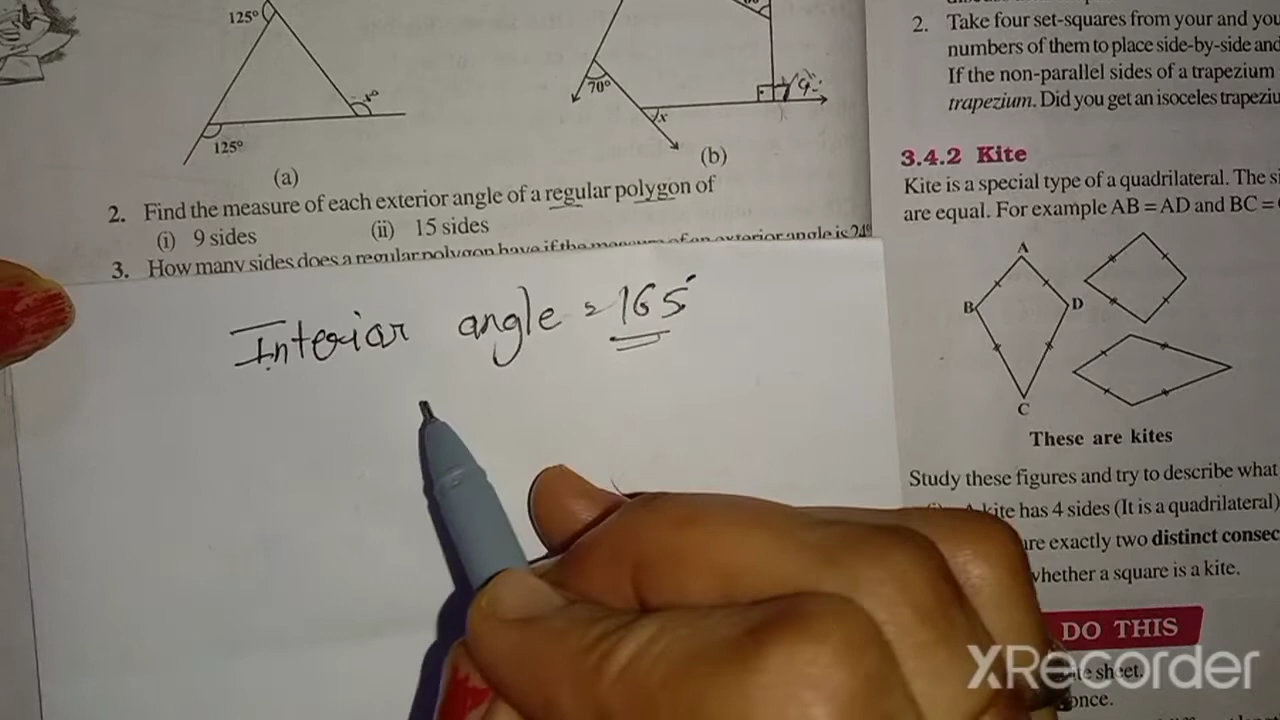 125°
x°
125°
(a)
70°
x
(b)
2. Find the measure of each exterior angle of a regular polygon of
(i) 9 sides (ii) 15 sides
3. How many sides does a regular polygon have if the measure of an exterior angle is 24°
Interior angle = 165°
2. Take four set-squares from your and you
numbers of them to place side-by-side and
If the non-parallel sides of a trapezium
trapezium. Did you get an isoceles trapeziu
3.4.2 Kite
Kite is a special type of a quadrilateral. The si
are equal. For example AB = AD and BC =
A
B
D
C
These are kites
Study these figures and try to describe what
kite has 4 sides (It is a quadrilateral)
are exactly two distinct consec
whether a square is a kite.
DO THIS
sheet.
once.
XRecorder